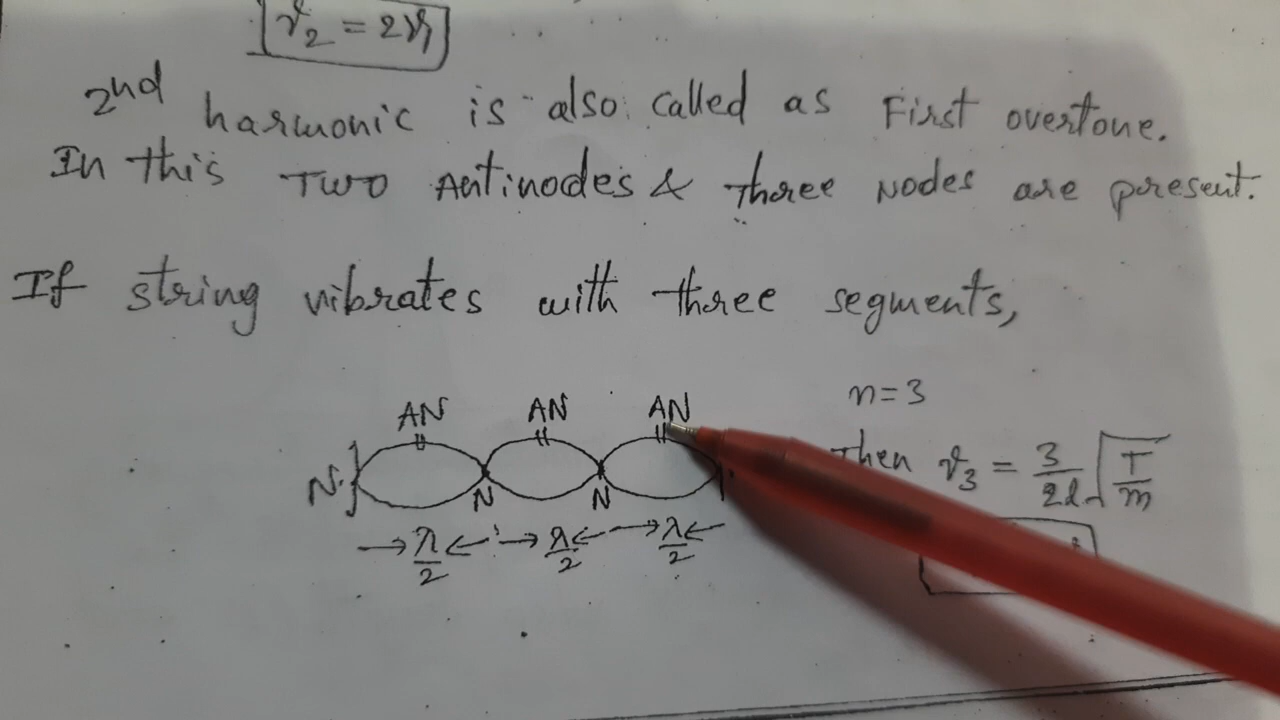 ν₂ = 2ν₁
2nd harmonic is also called as First overtone.
In this Two Antinodes & Three Nodes are present.
If string vibrates with three segments,
AN AN AN
N N N
λ/2 λ/2 λ/2
n=3
Then ν₃ = 3/2l √T/m